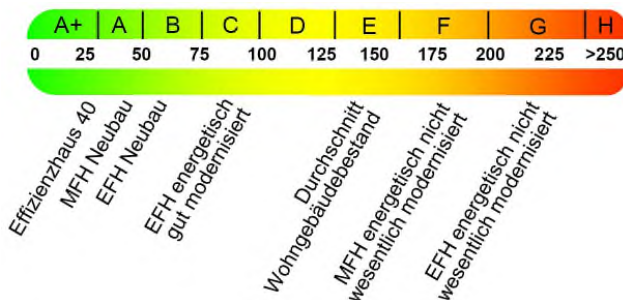 A+ A B C D E F G H
0 25 50 75 100 125 150 175 200 225 >250
Effizienzhaus 40
MFH Neubau
EFH Neubau
EFH energetisch
gut modernisiert
Durchschnitt
Wohngebäudebestand
MFH energetisch nicht
wesentlich modernisiert
EFH energetisch nicht
wesentlich modernisiert